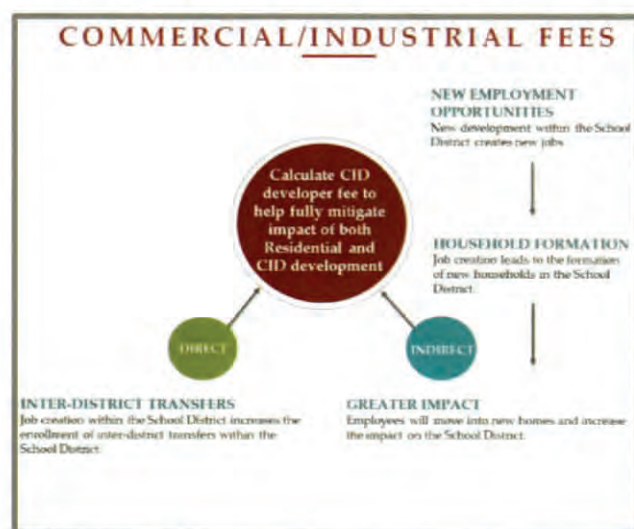 COMMERCIAL/INDUSTRIAL FEES
NEW EMPLOYMENT
OPPORTUNITIES
New development within the School
District creates new jobs.
Calculate CID
developer fee to
help fully mitigate
impact of both
Residential and
CID development
HOUSEHOLD FORMATION
Job creation leads to the formation
of new households in the School
District.
DIRECT
INDIRECT
INTER-DISTRICT TRANSFERS
Job creation within the School District increases the
enrollment of inter-district transfers within the
School District.
GREATER IMPACT
Employees will move into new homes and increase
the impact on the School District.